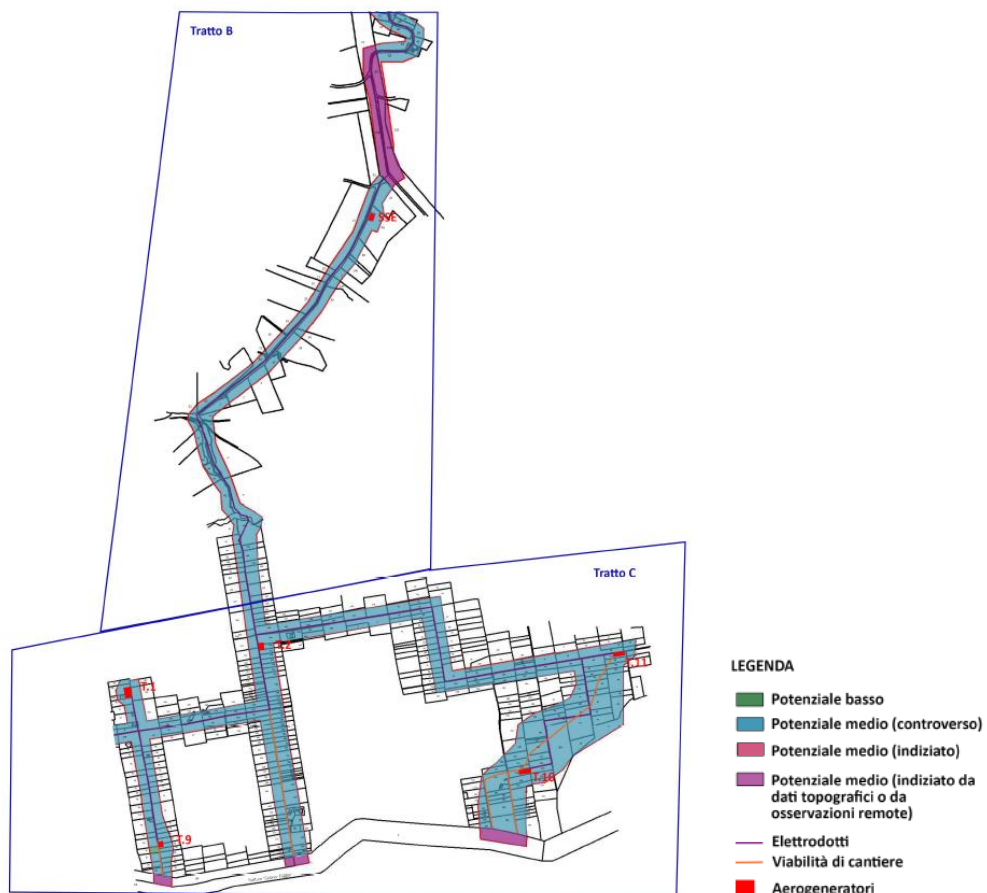 Tratto B
SSE
Tratto C
T.2
T.1
T.11
T.10
T.9
LEGENDA
Potenziale basso
Potenziale medio (controverso)
Potenziale medio (indiziato)
Potenziale medio (indiziato da
dati topografici o da
osservazioni remote)
Elettrodotti
Viabilità di cantiere
Aerogeneratori